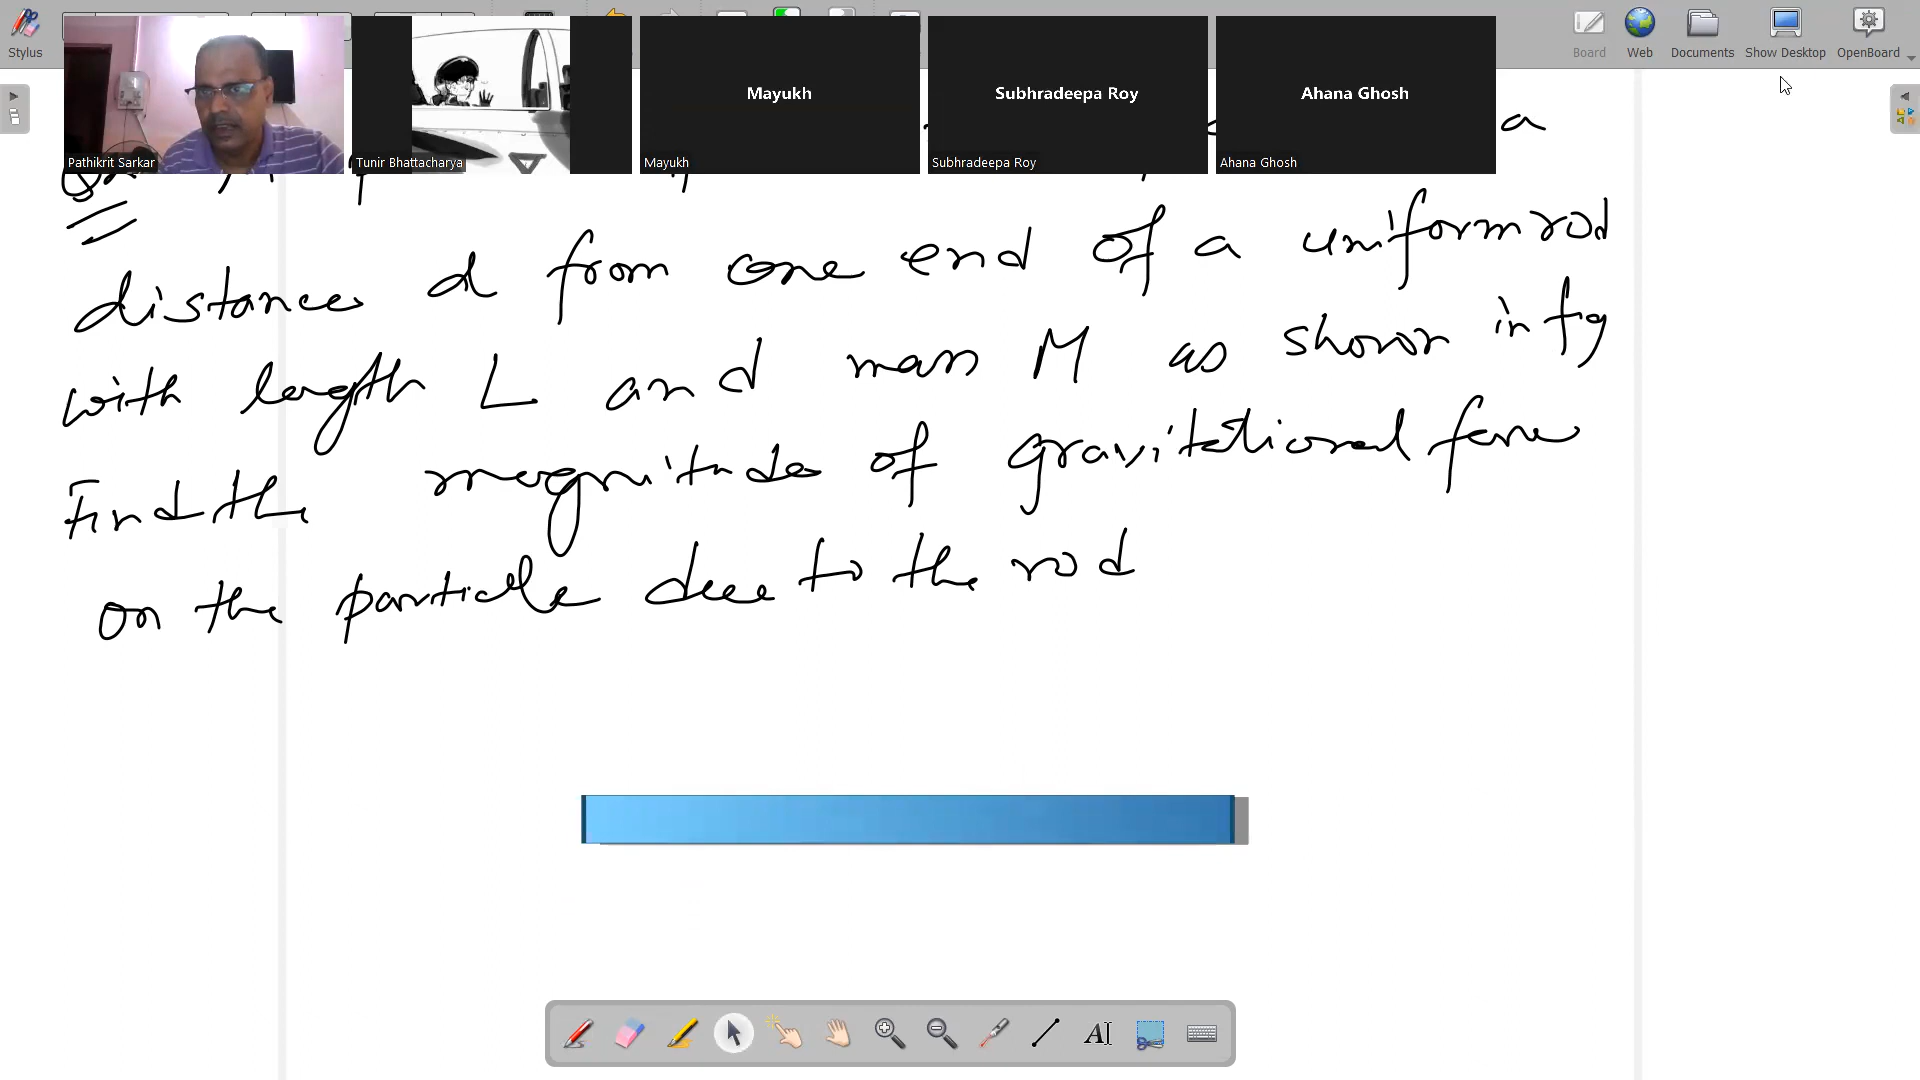 Stylus
Board
Web
Documents
Show Desktop
OpenBoard
Mayukh
Subhradeepa Roy
Ahana Ghosh
Pathikrit Sarkar
Tunir Bhattacharya
Mayukh
Subhradeepa Roy
Ahana Ghosh
a
distance d from one end of a uniform rod
with length L and mass M as shown in fig
Find the magnitude of gravitational force
on the particle due to the rod